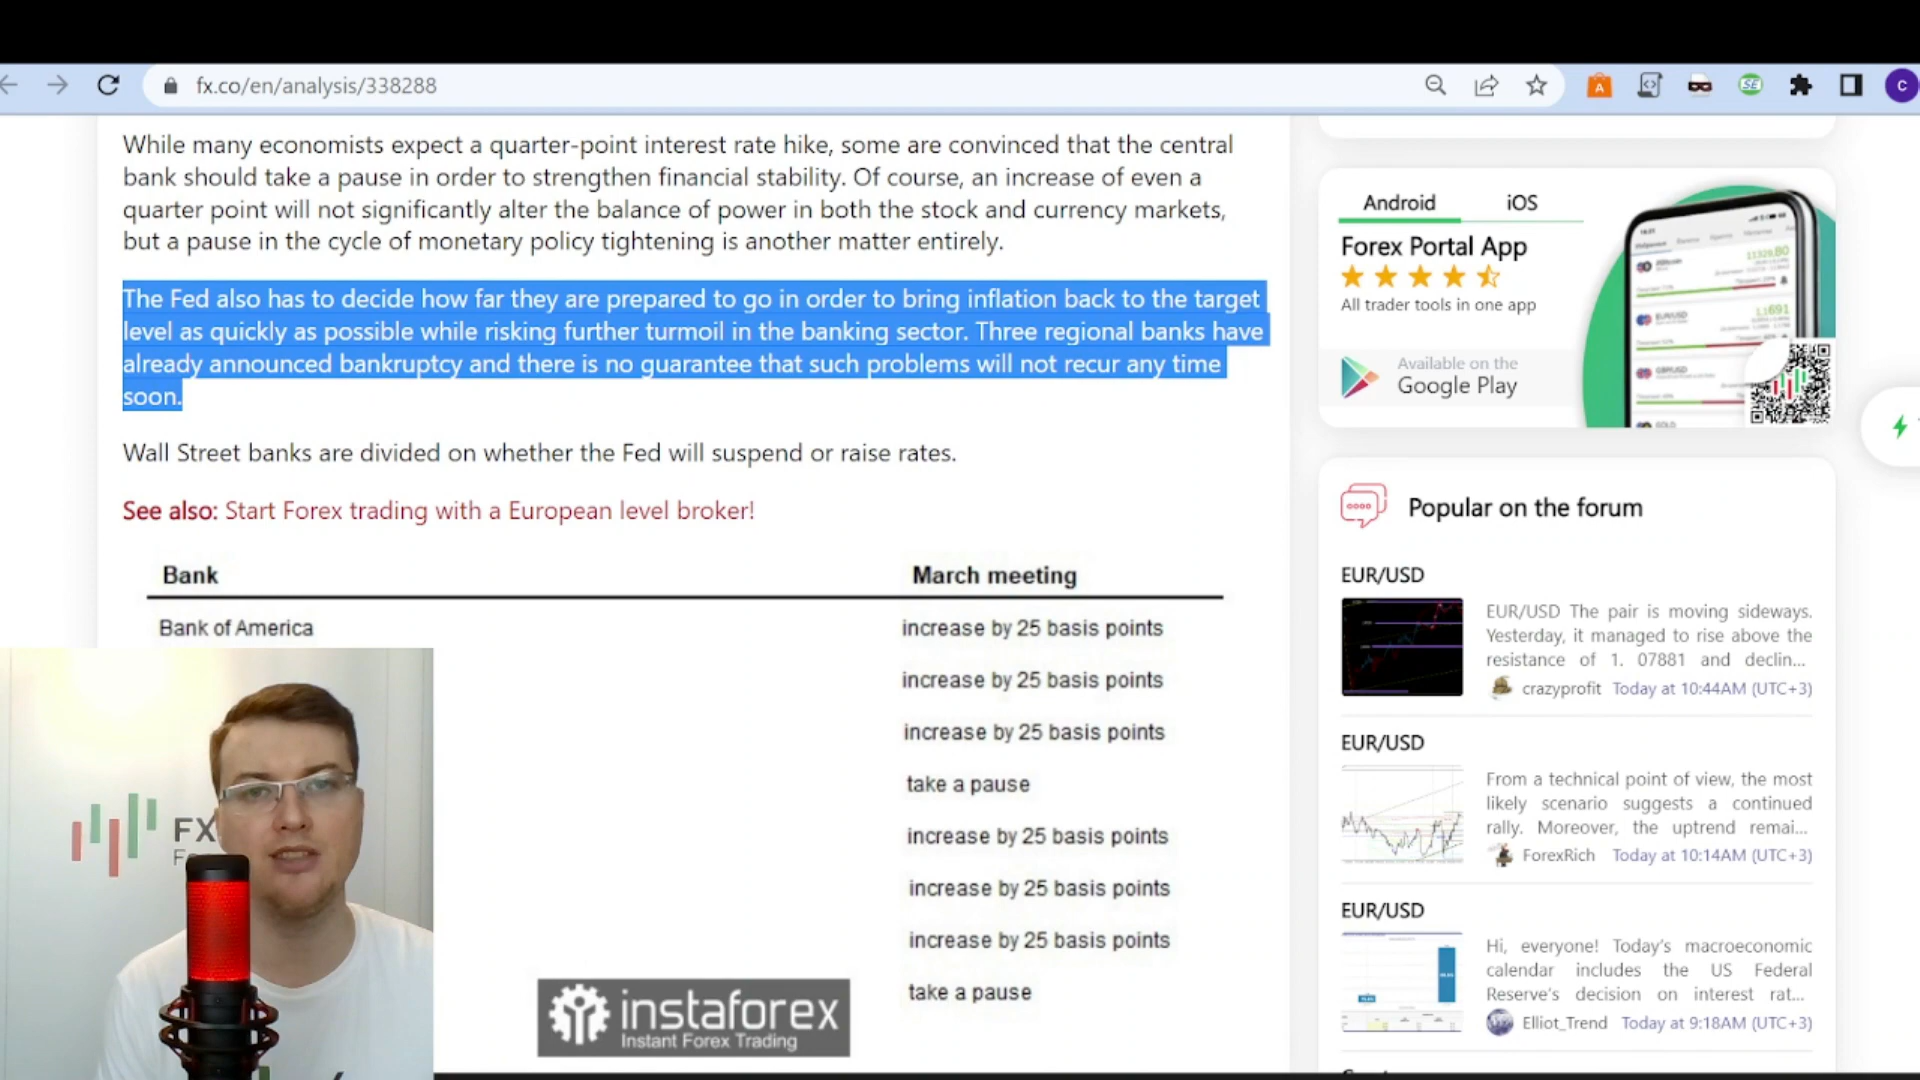 fx.co/en/analysis/338288
While many economists expect a quarter-point interest rate hike, some are convinced that the central
bank should take a pause in order to strengthen financial stability. Of course, an increase of even a
quarter point will not significantly alter the balance of power in both the stock and currency markets,
but a pause in the cycle of monetary policy tightening is another matter entirely.
The Fed also has to decide how far they are prepared to go in order to bring inflation back to the target
level as quickly as possible while risking further turmoil in the banking sector. Three regional banks have
already announced bankruptcy and there is no guarantee that such problems will not recur any time
soon.
Wall Street banks are divided on whether the Fed will suspend or raise rates.
See also: Start Forex trading with a European level broker!
Bank March meeting
Bank of America increase by 25 basis points
increase by 25 basis points
increase by 25 basis points
take a pause
increase by 25 basis points
increase by 25 basis points
increase by 25 basis points
take a pause
instaforex
Instant Forex Trading
FX
F
A
SE
C
Android iOS
Forex Portal App
All trader tools in one app
Available on the
Google Play
Popular on the forum
EUR/USD
EUR/USD The pair is moving sideways.
Yesterday, it managed to rise above the
resistance of 1. 07881 and declin...
crazyprofit Today at 10:44AM (UTC+3)
EUR/USD
From a technical point of view, the most
likely scenario suggests a continued
rally. Moreover, the uptrend remai...
ForexRich Today at 10:14AM (UTC+3)
EUR/USD
Hi, everyone! Today's macroeconomic
calendar includes the US Federal
Reserve's decision on interest rat...
Elliot_Trend Today at 9:18AM (UTC+3)